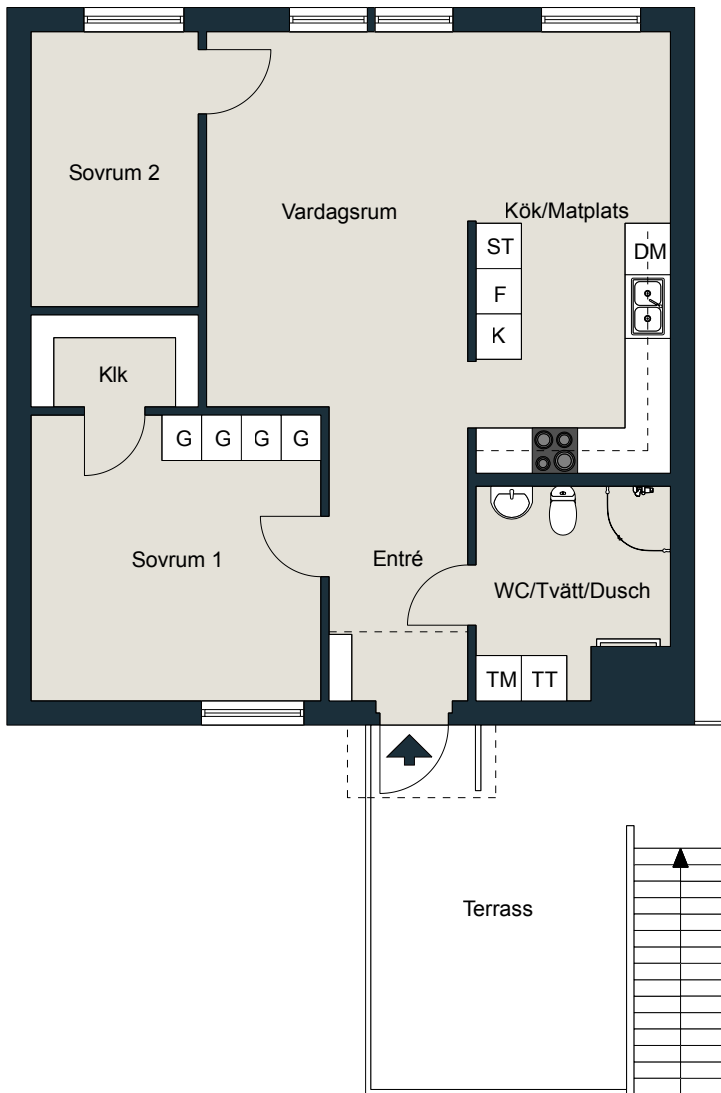 Sovrum 2
Vardagsrum
Kök/Matplats
ST
DM
F
K
Klk
G G G G
Sovrum 1
Entré
WC/Tvätt/Dusch
TM TT
Terrass